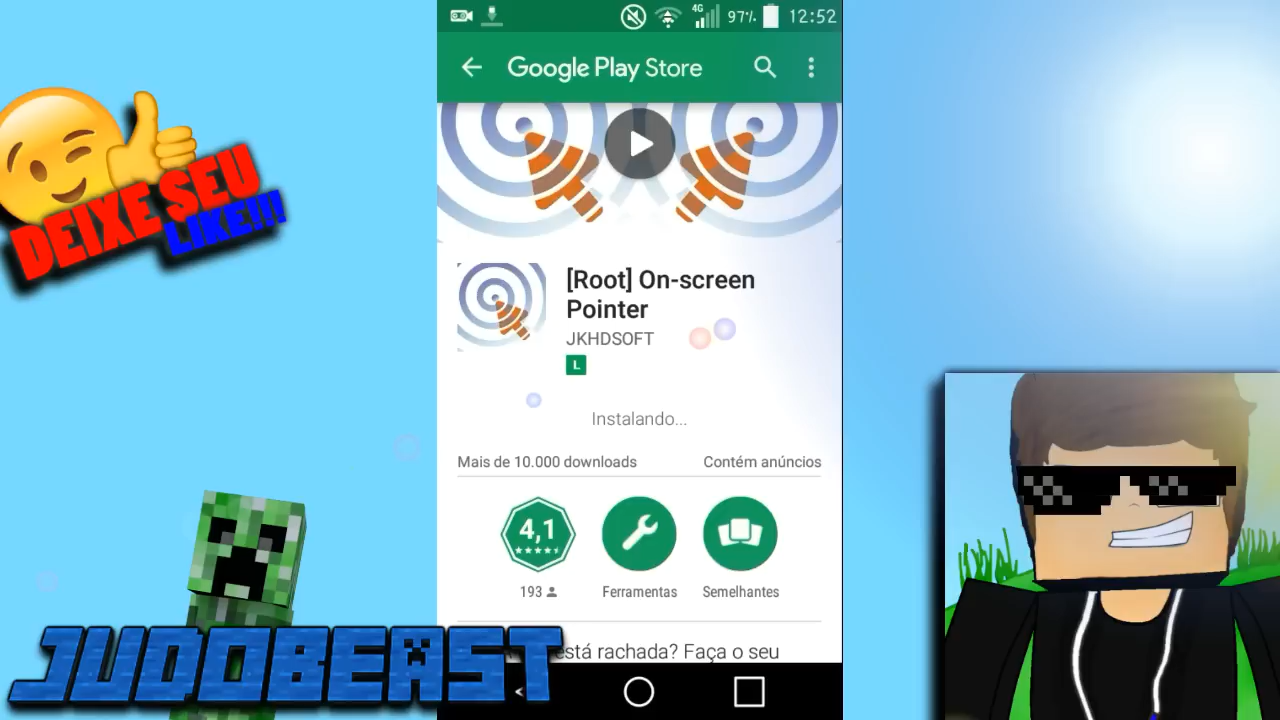 4G 97% 12:52
Google Play Store
DEIXE SEU
LIKE!!!
[Root] On-screen
Pointer
JKHDSOFT
L
Instalando...
Mais de 10.000 downloads
Contém anúncios
4,1
193
Ferramentas
Semelhantes
está rachada? Faça o seu
JUDOBEAST